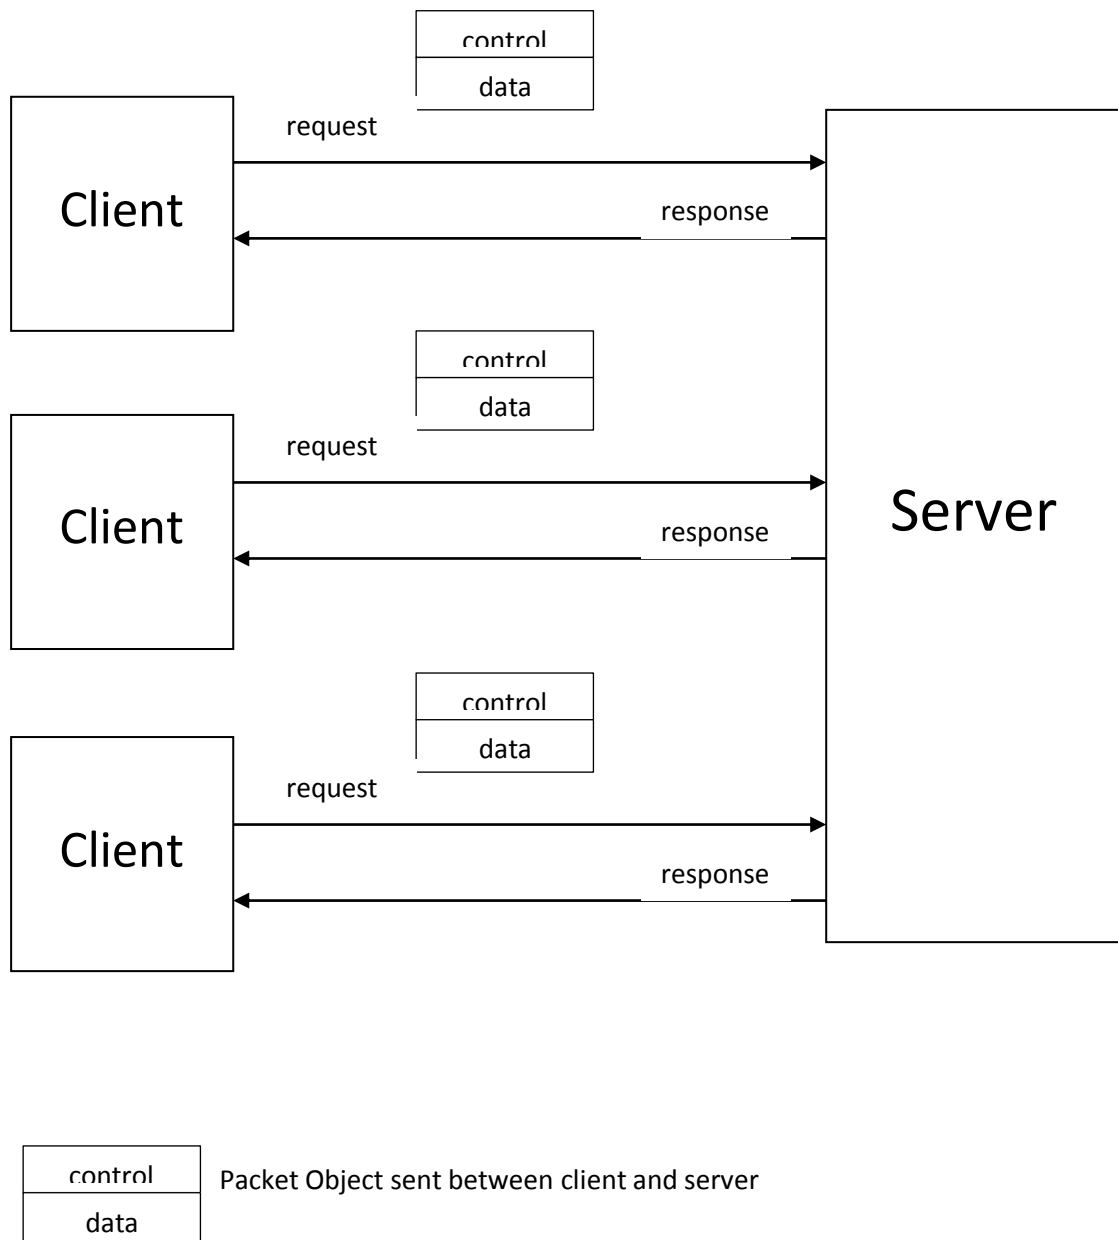 control
data
request
Client
response
control
data
request
Client
Server
response
control
data
request
Client
response
control
Packet Object sent between client and server
data